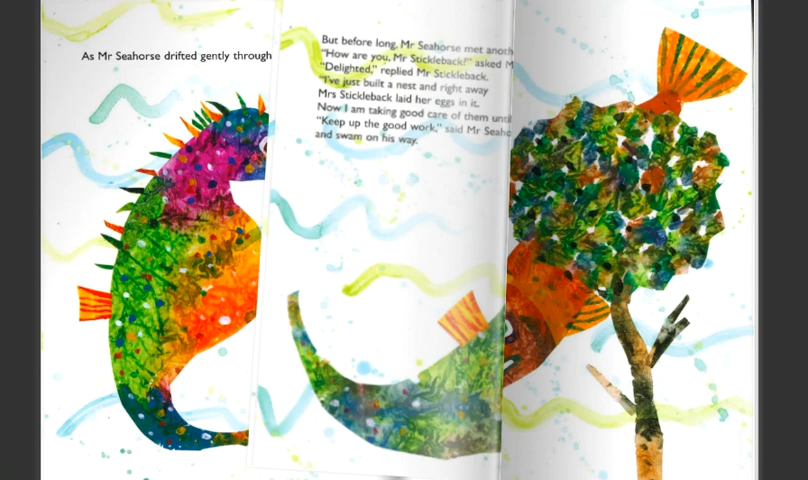 As Mr Seahorse drifted gently through
But before long, Mr Seahorse met anoth
"How are you, Mr Stickleback?" asked M
"Delighted," replied Mr Stickleback.
"I've just built a nest and right away
Mrs Stickleback laid her eggs in it.
Now I am taking good care of them until
"Keep up the good work," said Mr Seaho
and swam on his way.